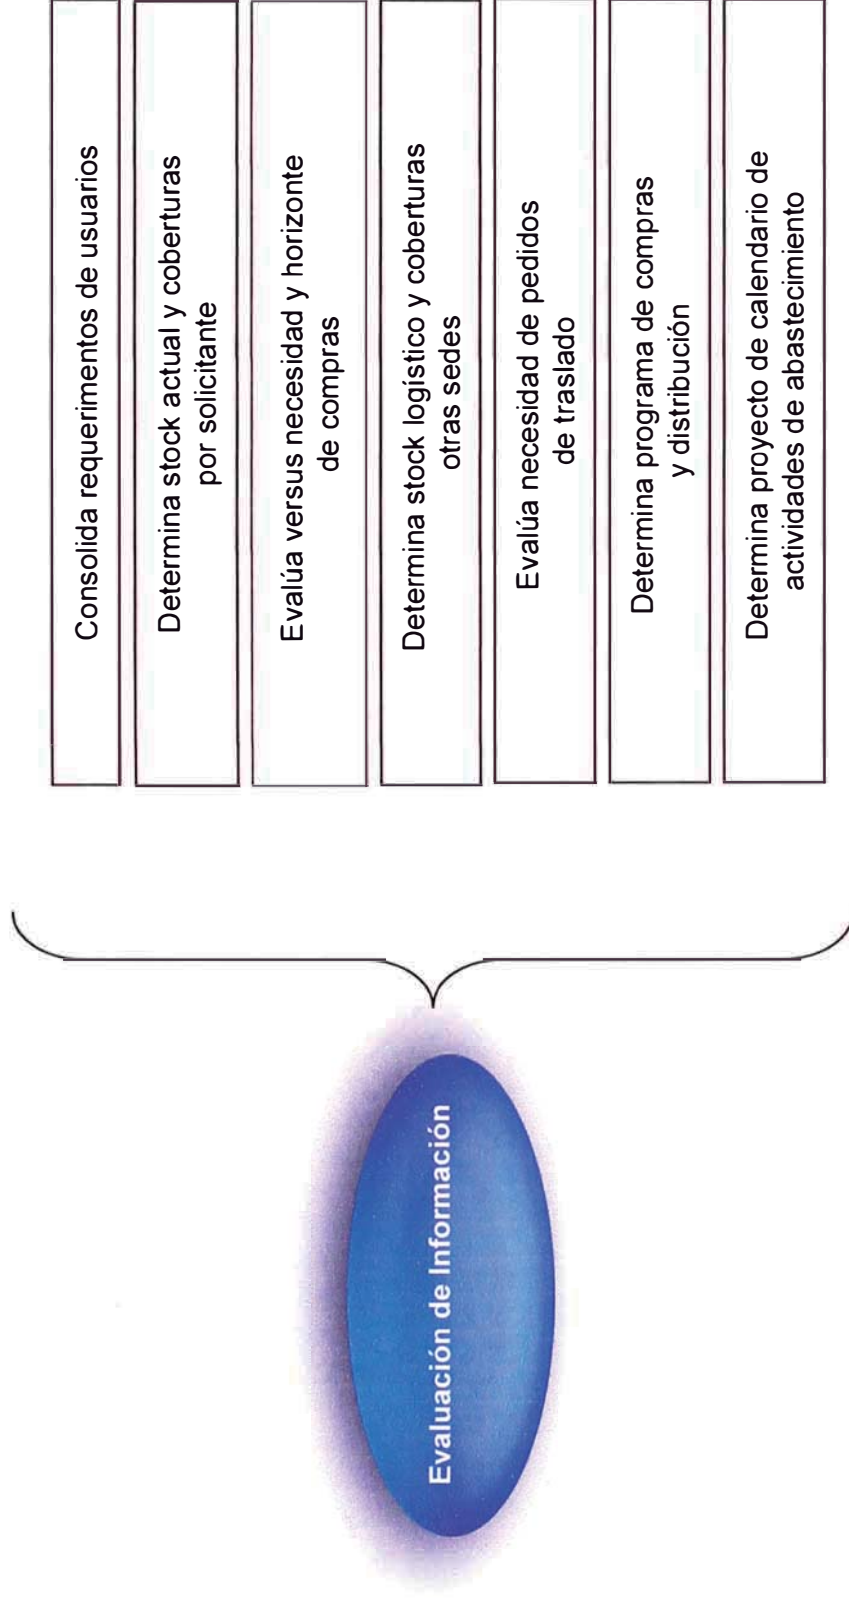 Evaluación de Información
Consolida requerimentos de usuarios
Determina stock actual y coberturas
por solicitante
Evalúa versus necesidad y horizonte
de compras
Determina stock logístico y coberturas
otras sedes
Evalúa necesidad de pedidos
de traslado
Determina programa de compras
y distribución
Determina proyecto de calendario de
actividades de abastecimiento